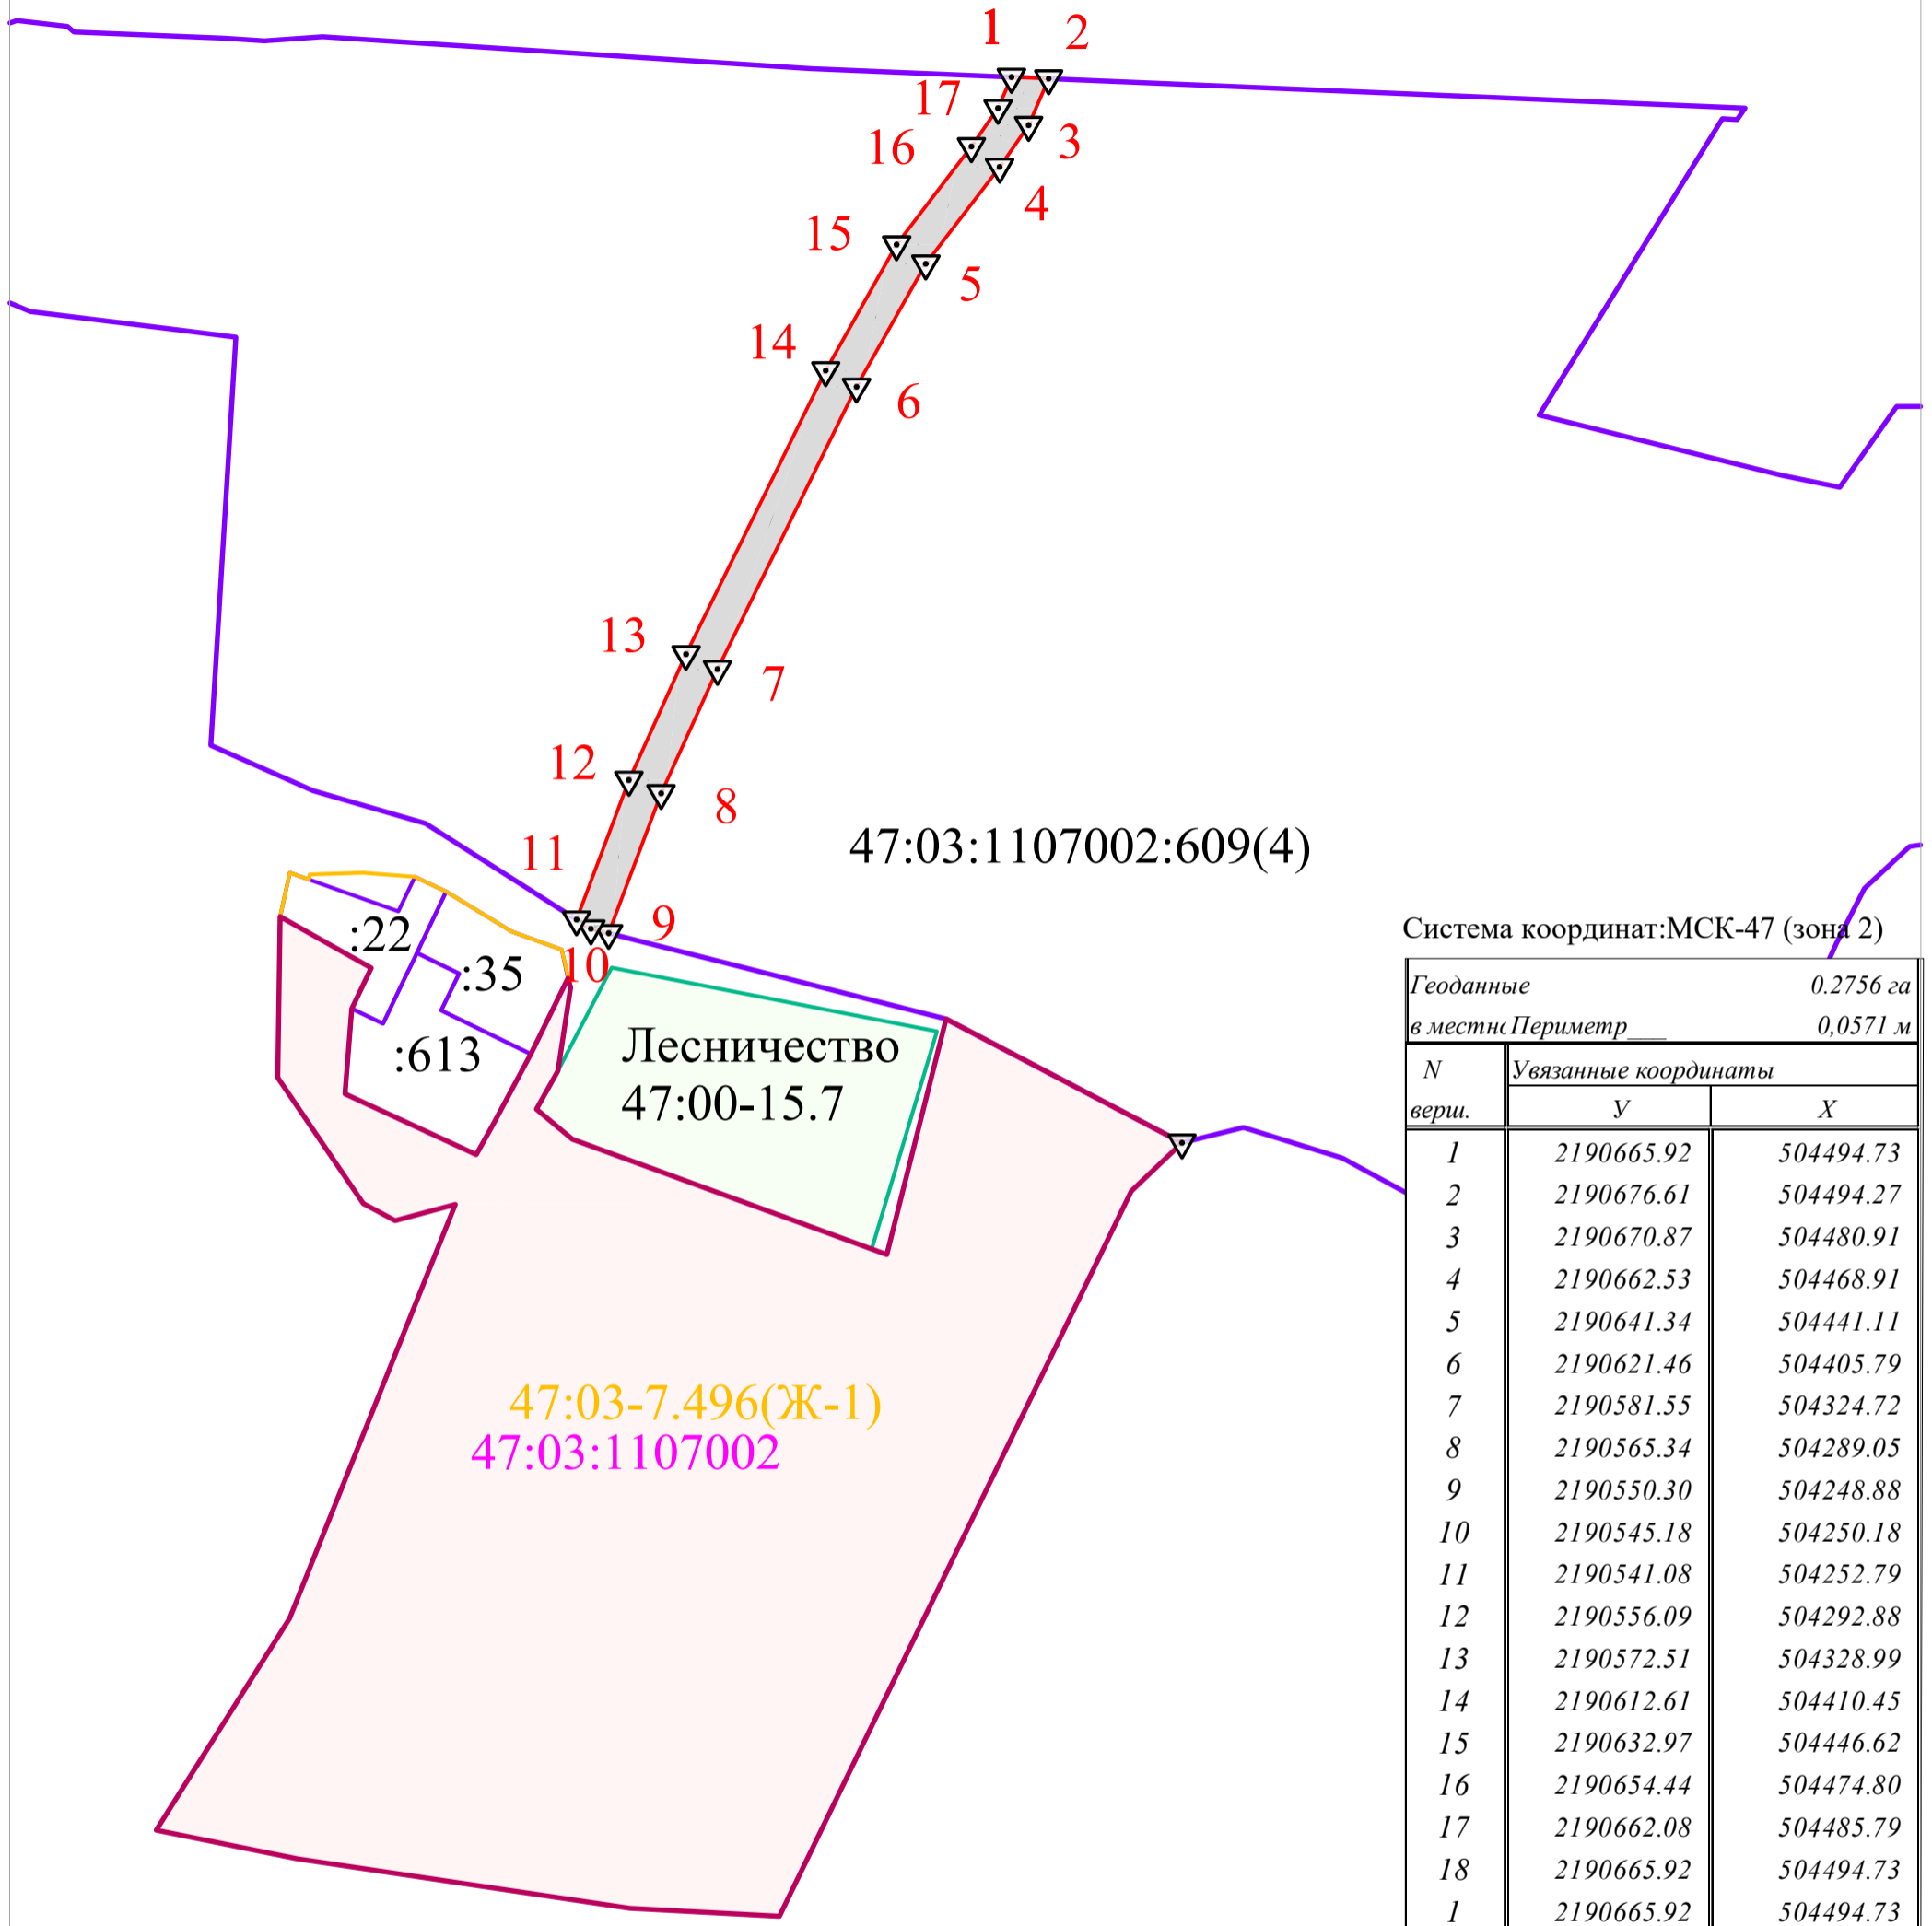 1
2
17
3
16
4
15
5
14
6
13
7
12
8
11
47:03:1107002:609(4)
9
10
:22
:35
:613
Лесничество
47:00-15.7
47:03-7.496(Ж-1)
47:03:1107002
Система координат:МСК-47 (зона 2)
Геоданные 0.2756 га
в местнс Периметр___ 0,0571 м
N Увязанные координаты
верш. У Х
1 2190665.92 504494.73
2 2190676.61 504494.27
3 2190670.87 504480.91
4 2190662.53 504468.91
5 2190641.34 504441.11
6 2190621.46 504405.79
7 2190581.55 504324.72
8 2190565.34 504289.05
9 2190550.30 504248.88
10 2190545.18 504250.18
11 2190541.08 504252.79
12 2190556.09 504292.88
13 2190572.51 504328.99
14 2190612.61 504410.45
15 2190632.97 504446.62
16 2190654.44 504474.80
17 2190662.08 504485.79
18 2190665.92 504494.73
1 2190665.92 504494.73